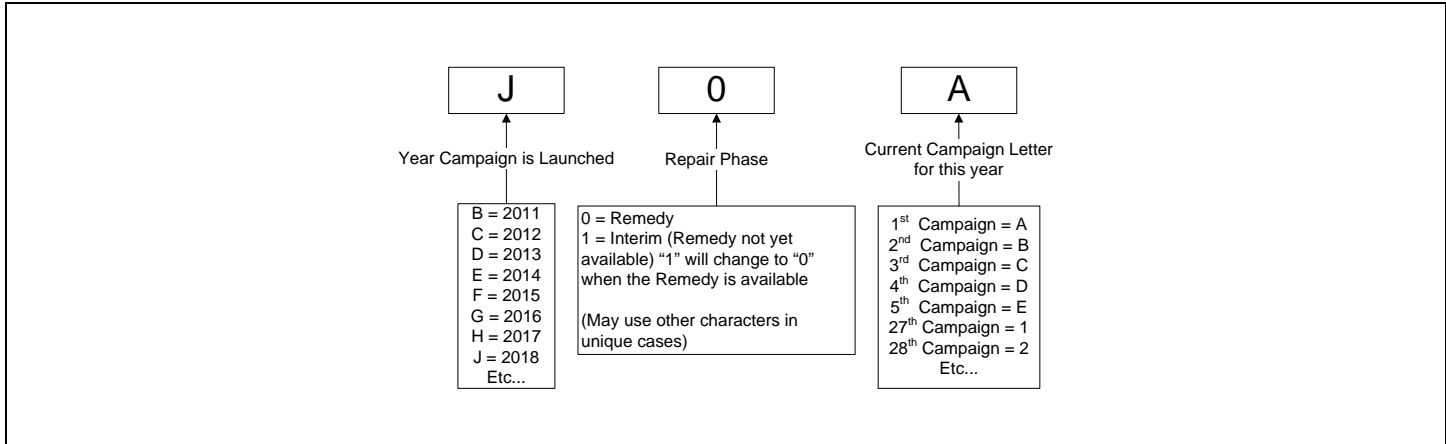 J
0
A
Year Campaign is Launched
Repair Phase
Current Campaign Letter
for this year
B = 2011
C = 2012
D = 2013
E = 2014
F = 2015
G = 2016
H = 2017
J = 2018
Etc...
0 = Remedy
1 = Interim (Remedy not yet
available) “1” will change to “0”
when the Remedy is available
(May use other characters in
unique cases)
1st Campaign = A
2nd Campaign = B
3rd Campaign = C
4th Campaign = D
5th Campaign = E
27th Campaign = 1
28th Campaign = 2
Etc...